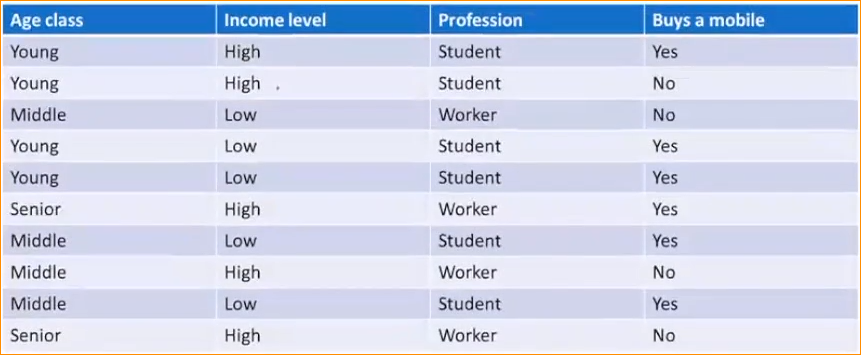 Age class Income level Profession Buys a mobile
Young High Student Yes
Young High Student No
Middle Low Worker No
Young Low Student Yes
Young Low Student Yes
Senior High Worker Yes
Middle Low Student Yes
Middle High Worker No
Middle Low Student Yes
Senior High Worker No